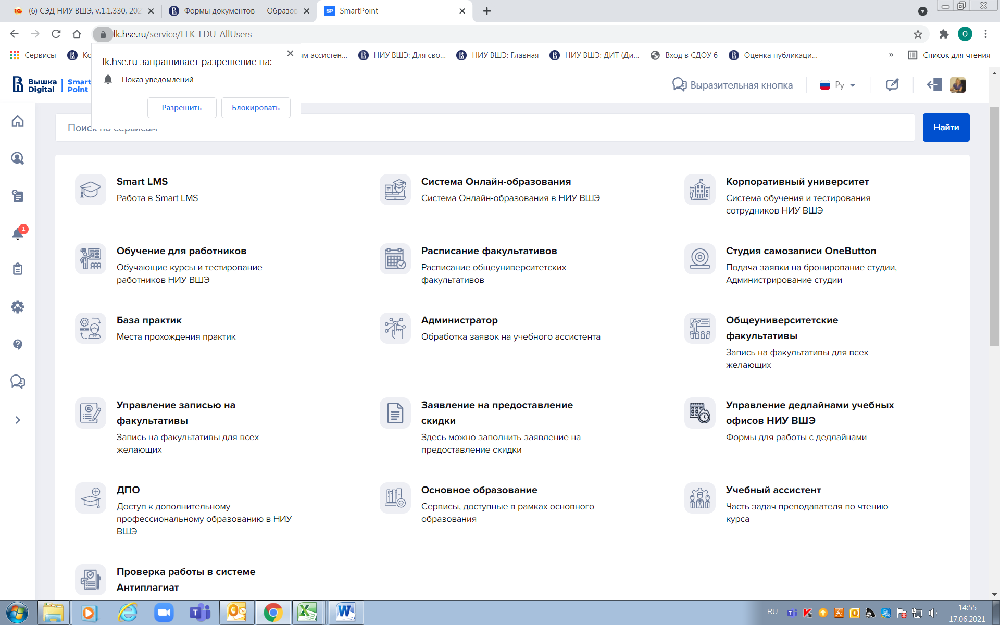 (6) СЭД НИУ ВШЭ, v.1.1.330, 202
Формы документов — Образов
SmartPoint
lk.hse.ru/service/ELK_EDU_AllUsers
Сервисы
Ко
ым ассистен...
НИУ ВШЭ: Для сво...
НИУ ВШЭ: Главная
НИУ ВШЭ: ДИТ (Ди...
Вход в СДОУ 6
Оценка публикаци...
Список для чтения
lk.hse.ru запрашивает разрешение на:
Показ уведомлений
Разрешить
Блокировать
Вышка
Digital
Smart
Point
Выразительная кнопка
Ру
Поиск по сервисам
Найти
1
Smart LMS
Работа в Smart LMS
Система Онлайн-образования
Система Онлайн-образования в НИУ ВШЭ
Корпоративный университет
Система обучения и тестирования
сотрудников НИУ ВШЭ
Обучение для работников
Обучающие курсы и тестирование
работников НИУ ВШЭ
Расписание факультативов
Расписание общеуниверситетских
факультативов
Студия самозаписи OneButton
Подача заявки на бронирование студии,
Администрирование студии
База практик
Места прохождения практик
Администратор
Обработка заявок на учебного ассистента
Общеуниверситетские
факультативы
Запись на факультативы для всех
желающих
Управление записью на
факультативы
Запись на факультативы для всех
желающих
Заявление на предоставление
скидки
Здесь можно заполнить заявление на
предоставление скидки
Управление дедлайнами учебных
офисов НИУ ВШЭ
Формы для работы с дедлайнами
ДПО
Доступ к дополнительному
профессиональному образованию в НИУ
ВШЭ
Основное образование
Сервисы, доступные в рамках основного
образования
Учебный ассистент
Часть задач преподавателя по чтению
курса
Проверка работы в системе
Антиплагиат
RU
14:55
17.06.2021